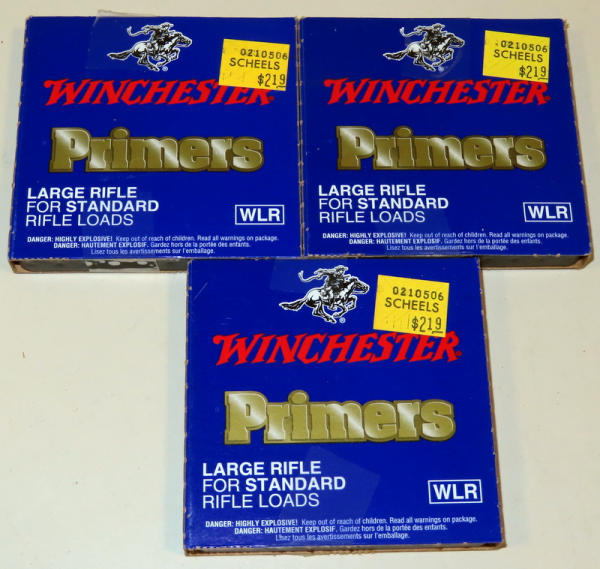 0210506
SCHEELS
$219
WINCHESTER
Primers
LARGE RIFLE
FOR STANDARD
RIFLE LOADS
WLR
DANGER: HIGHLY EXPLOSIVE! Keep out of reach of children. Read all warnings on package.
DANGER: HAUTEMENT EXPLOSIF. Gardez hors de la portée des enfants.
Lisez tous les avertissements sur l'emballage.
0210506
SCHEELS
$219
WINCHESTER
Primers
LARGE RIFLE
FOR STANDARD
RIFLE LOADS
WLR
DANGER: HIGHLY EXPLOSIVE! Keep out of reach of children. Read all warnings on package.
DANGER: HAUTEMENT EXPLOSIF. Gardez hors de la portée des enfants.
Lisez tous les avertissements sur l'emballage.
0210506
SCHEELS
$219
WINCHESTER
Primers
LARGE RIFLE
FOR STANDARD
RIFLE LOADS
WLR
DANGER: HIGHLY EXPLOSIVE! Keep out of reach of children. Read all warnings on package.
DANGER: HAUTEMENT EXPLOSIF. Gardez hors de la portée des enfants.
Lisez tous les avertissements sur l'emballage.